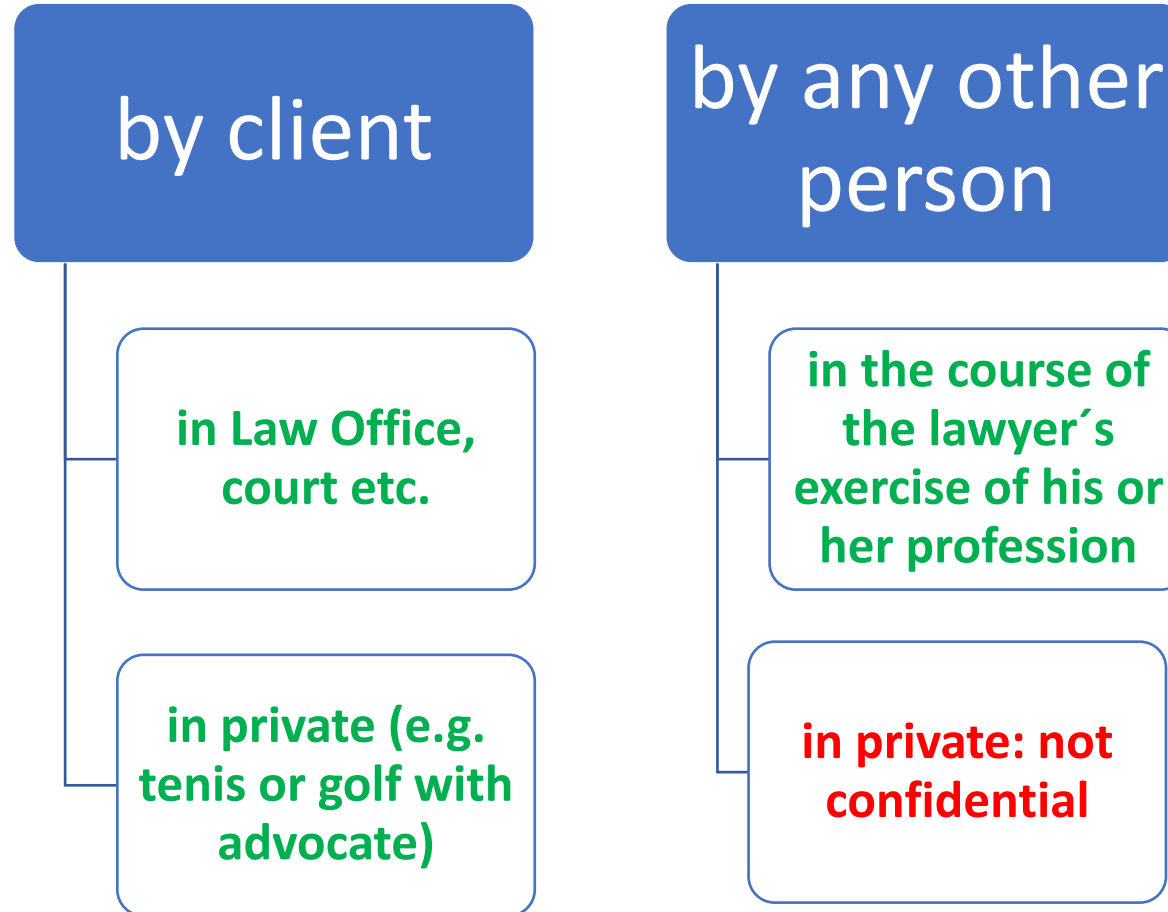 by client
in Law Office,
court etc.
in private (e.g.
tenis or golf with
advocate)
by any other
person
in the course of
the lawyer´s
exercise of his or
her profession
in private: not
confidential